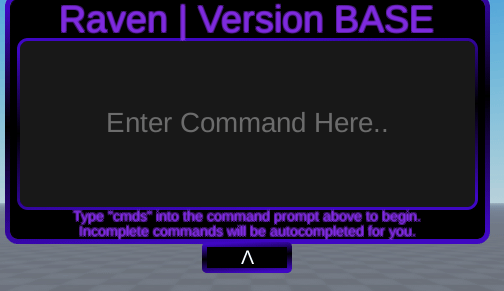 Raven | Version BASE
Enter Command Here..
Type "cmds" into the command prompt above to begin.
Incomplete commands will be autocompleted for you.
Λ